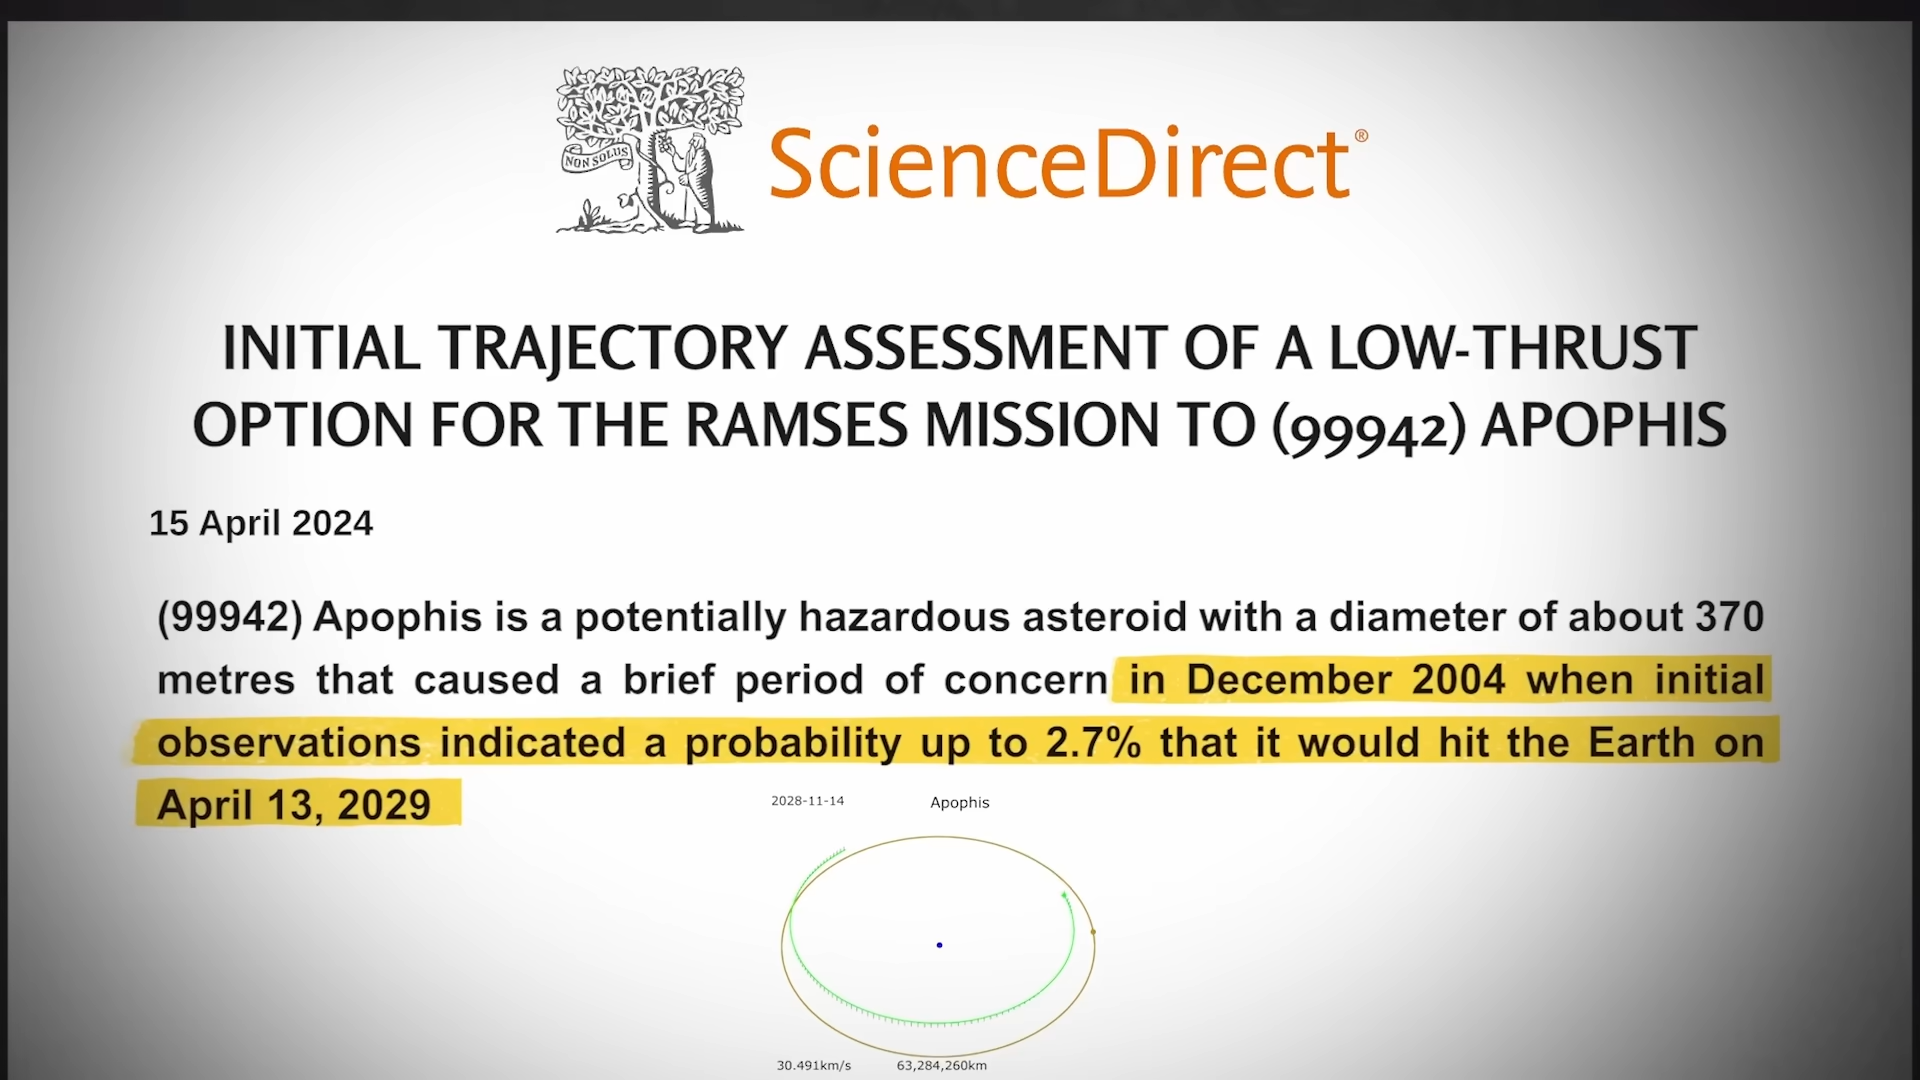 NON SOLUS
ScienceDirect®
INITIAL TRAJECTORY ASSESSMENT OF A LOW-THRUST
OPTION FOR THE RAMSES MISSION TO (99942) APOPHIS
15 April 2024
(99942) Apophis is a potentially hazardous asteroid with a diameter of about 370
metres that caused a brief period of concern in December 2004 when initial
observations indicated a probability up to 2.7% that it would hit the Earth on
April 13, 2029
2028-11-14 Apophis
30.491km/s 63,284,260km